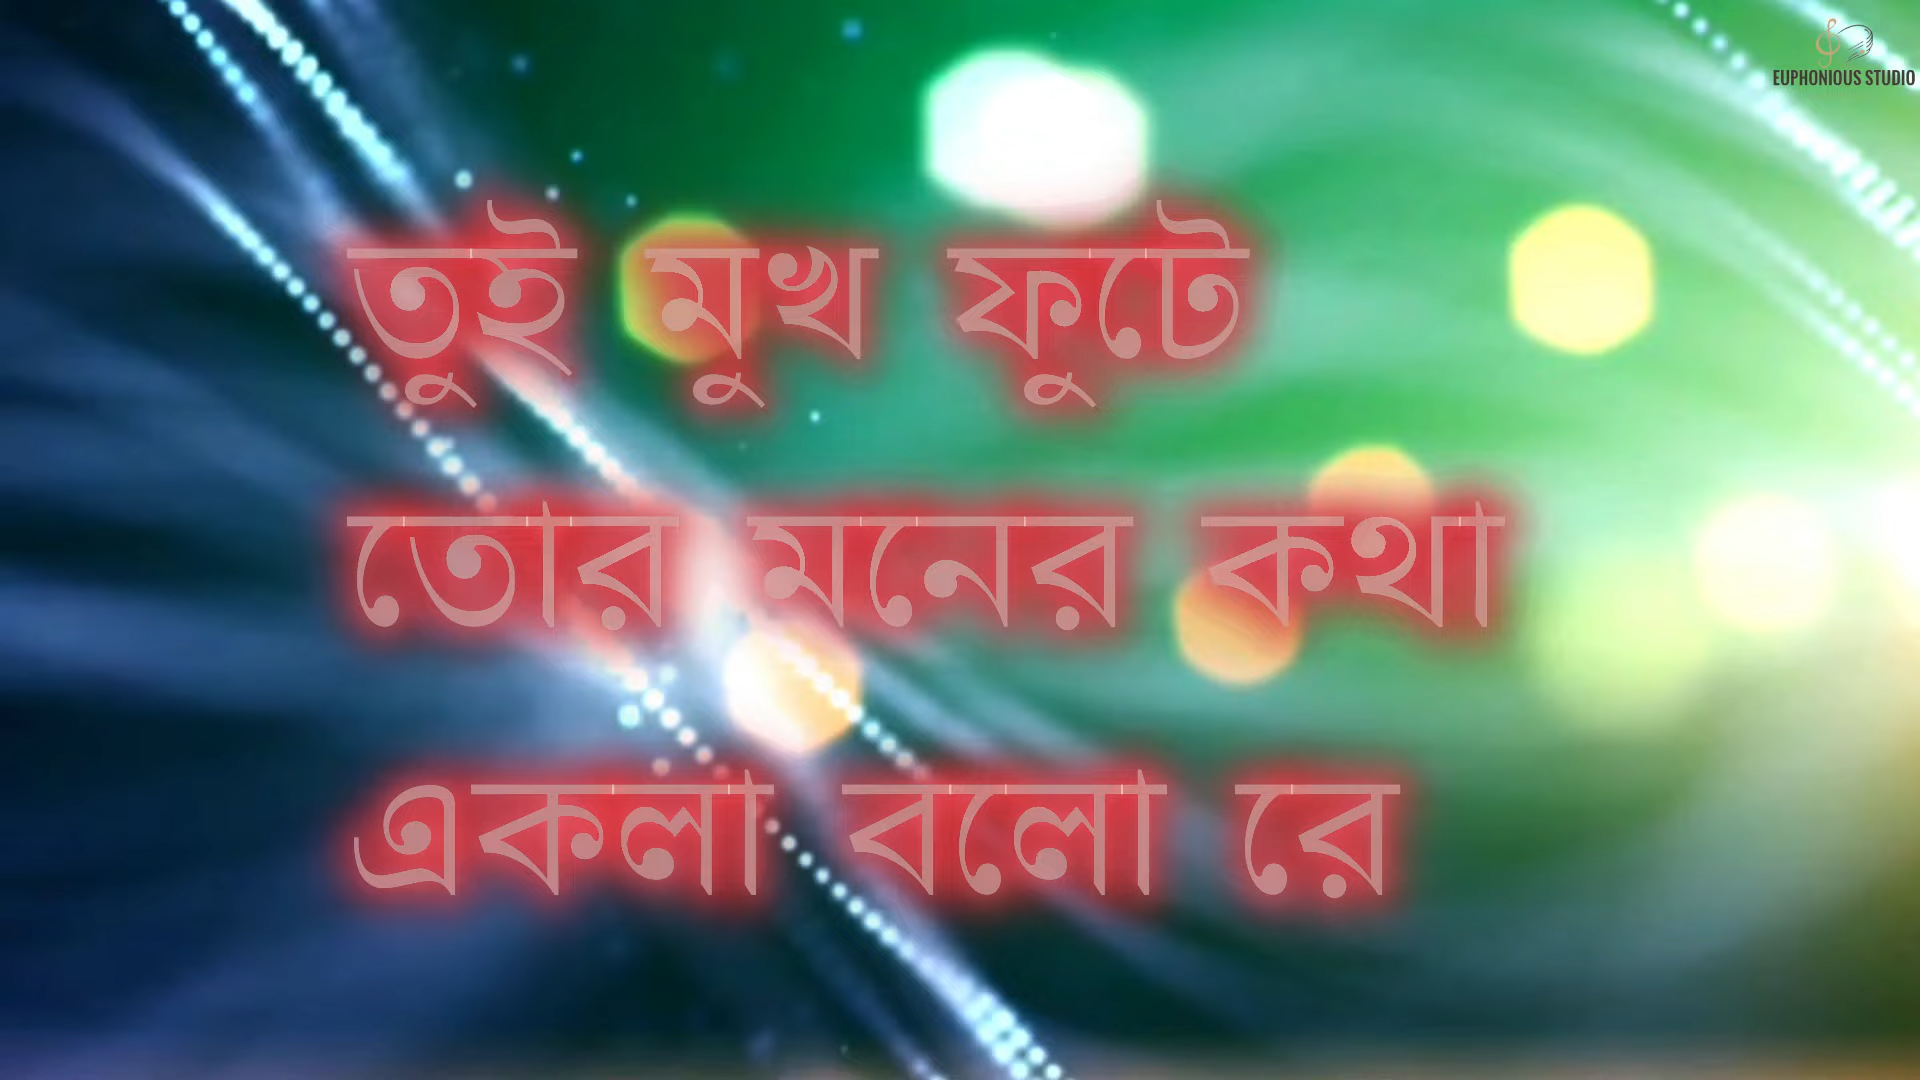 EUPHONIOUS STUDIO
তুই মুখ ফুটে
তোর মনের কথা
একলা বলো রে